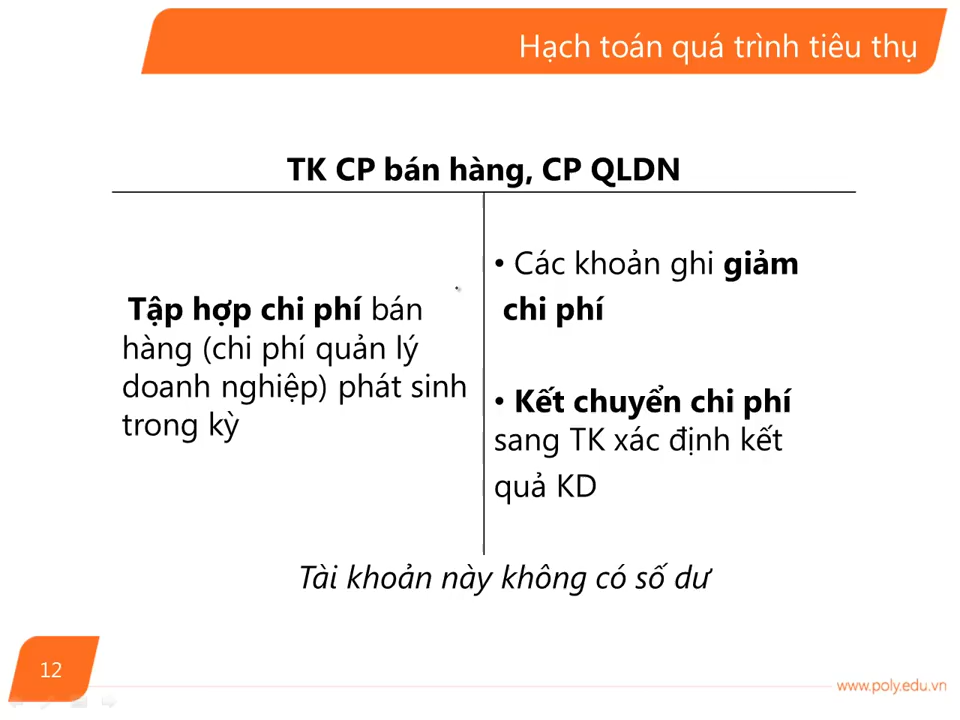 Hạch toán quá trình tiêu thụ
TK CP bán hàng, CP QLDN
Tập hợp chi phí bán
hàng (chi phí quản lý
doanh nghiệp) phát sinh
trong kỳ
• Các khoản ghi giảm
chi phí
• Kết chuyển chi phí
sang TK xác định kết
quả KD
Tài khoản này không có số dư
12
www.poly.edu.vn